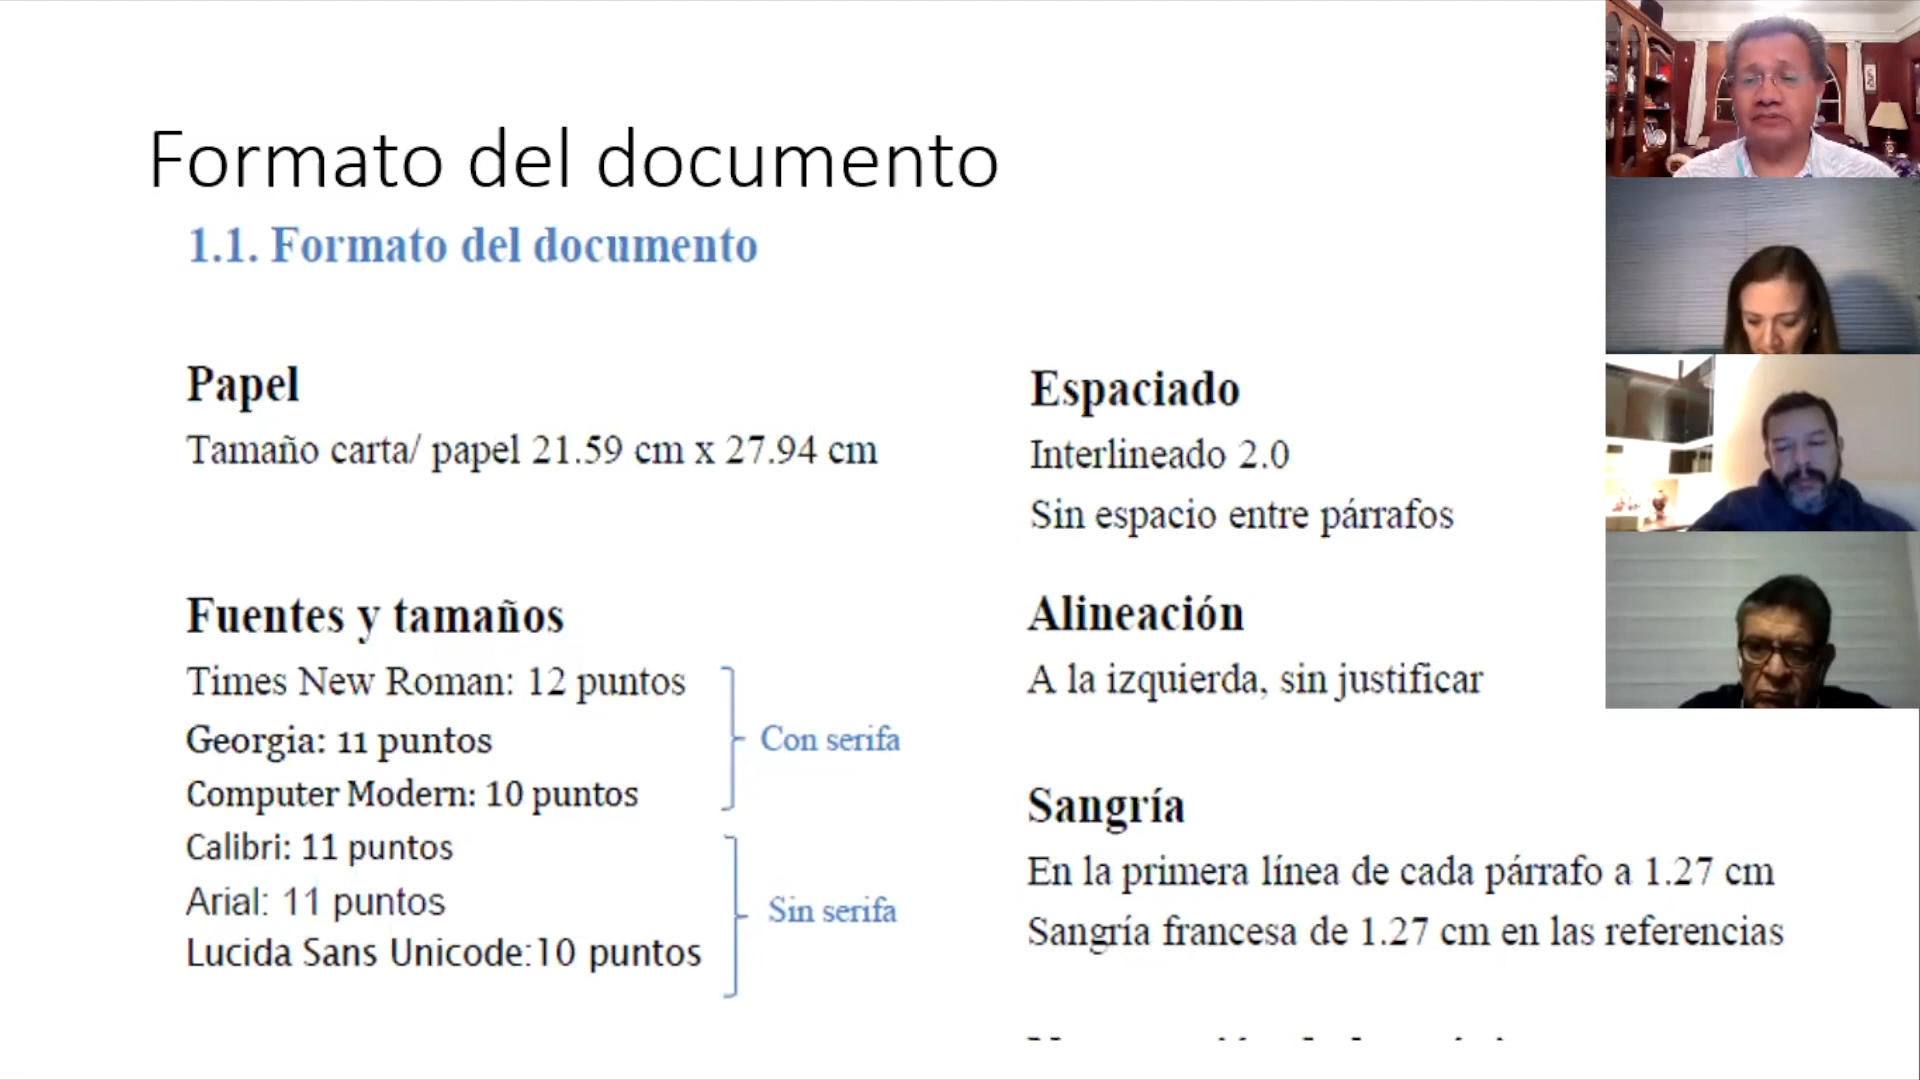 Formato del documento
1.1. Formato del documento
Papel
Tamaño carta/ papel 21.59 cm x 27.94 cm
Fuentes y tamaños
Times New Roman: 12 puntos
Georgia: 11 puntos
Computer Modern: 10 puntos
Con serifa
Calibri: 11 puntos
Arial: 11 puntos
Lucida Sans Unicode:10 puntos
Sin serifa
Espaciado
Interlineado 2.0
Sin espacio entre párrafos
Alineación
A la izquierda, sin justificar
Sangría
En la primera línea de cada párrafo a 1.27 cm
Sangría francesa de 1.27 cm en las referencias